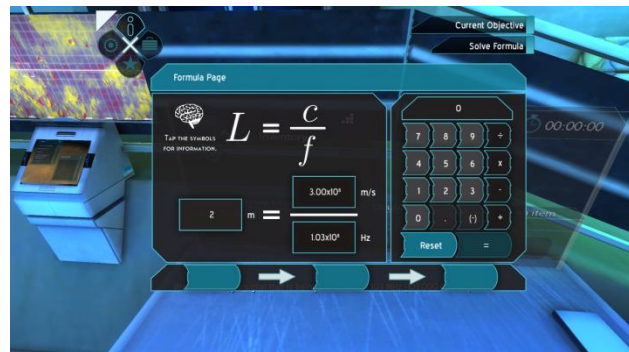 Current Objective
Solve Formula
Formula Page
0
TAP THE SYMBOLS
FOR INFORMATION.
L = c
f
00:00:00
7 8 9 ÷
4 5 6 x
1 2 3 -
0 . (-) +
Reset =
3.00x10⁸ m/s
2 m =
1.03x10⁸ Hz
item